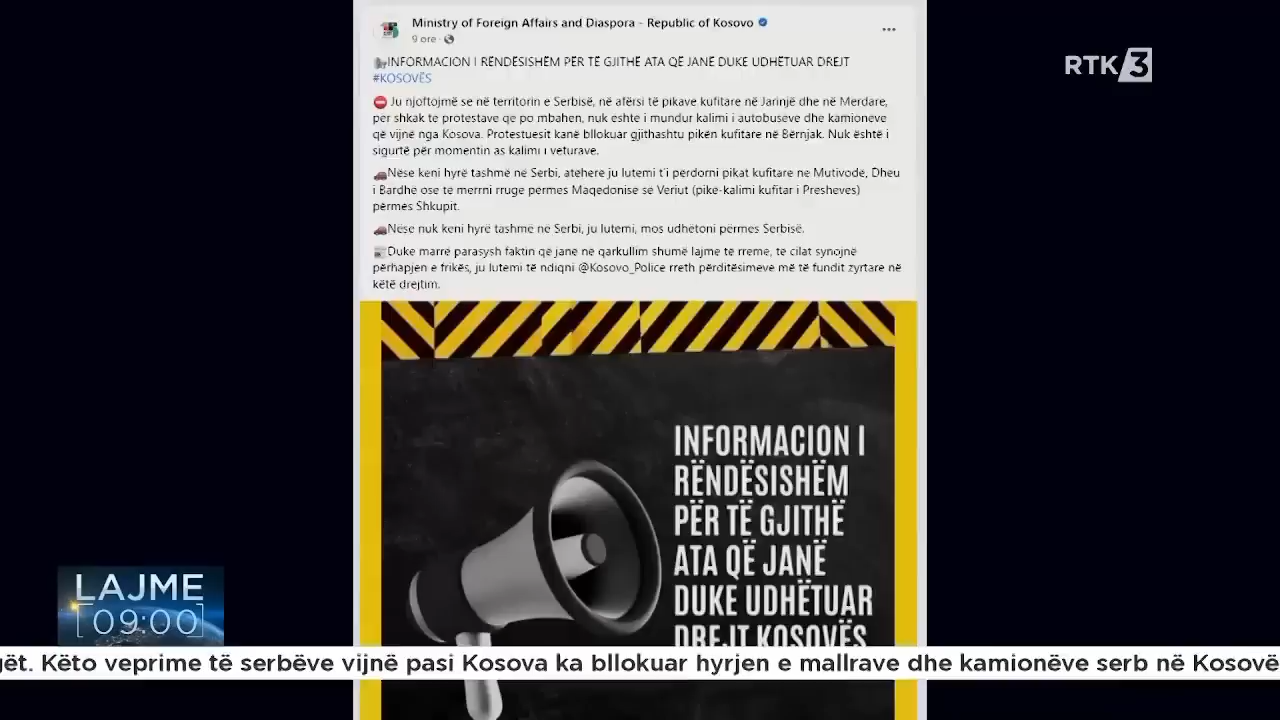 Ministry of Foreign Affairs and Diaspora - Republic of Kosovo
9 orë
RTK 3
INFORMACION I RËNDËSISHËM PËR TË GJITHË ATA QË JANË DUKE UDHËTUAR DREJT
#KOSOVËS
Ju njoftojmë se në territorin e Serbisë, në afërsi të pikave kufitare në Jarinjë dhe në Merdare,
për shkak të protestave që po mbahen, nuk është i mundur kalimi i autobusëve dhe kamionëve
që vijnë nga Kosova. Protestuesit kanë bllokuar gjithashtu pikën kufitare në Bërnjak. Nuk është i
sigurtë për momentin as kalimi i veturave.
Nëse keni hyrë tashmë në Serbi, atëherë ju lutemi t'i përdorni pikat kufitare në Mutivodë, Dheu
i Bardhë ose të merrni rrugë përmes Maqedonisë së Veriut (pikë-kalimi kufitar i Preshevës)
përmes Shkupit.
Nëse nuk keni hyrë tashmë në Serbi, ju lutemi, mos udhëtoni përmes Serbisë.
Duke marrë parasysh faktin që janë në qarkullim shumë lajme të rreme, të cilat synojnë
përhapjen e frikës, ju lutemi të ndiqni @Kosovo_Police rreth përditësimeve më të fundit zyrtare në
këtë drejtim.
INFORMACION I
RËNDËSISHËM
PËR TË GJITHË
ATA QË JANË
DUKE UDHËTUAR
DREJT KOSOVËS
LAJME
09:00
gët. Këto veprime të serbëve vijnë pasi Kosova ka bllokuar hyrjen e mallrave dhe kamionëve serb në Kosovë